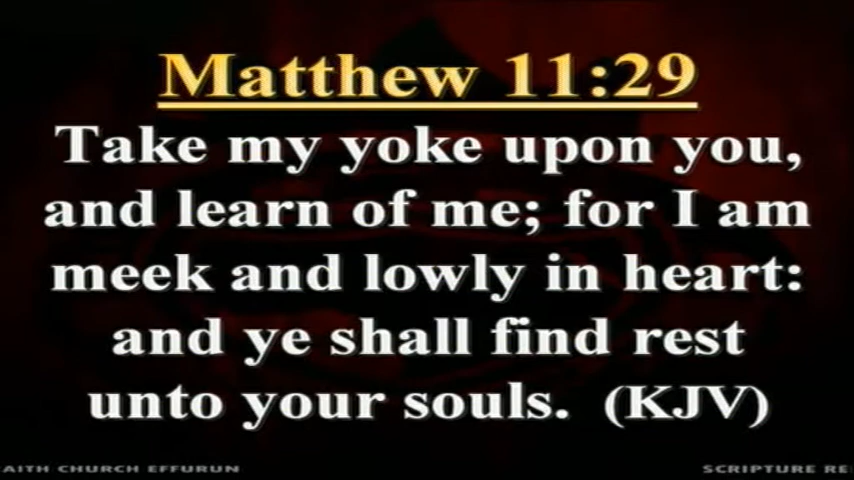 Matthew 11:29
Take my yoke upon you,
and learn of me; for I am
meek and lowly in heart:
and ye shall find rest
unto your souls. (KJV)
AITH CHURCH EFFURUN
SCRIPTURE RE